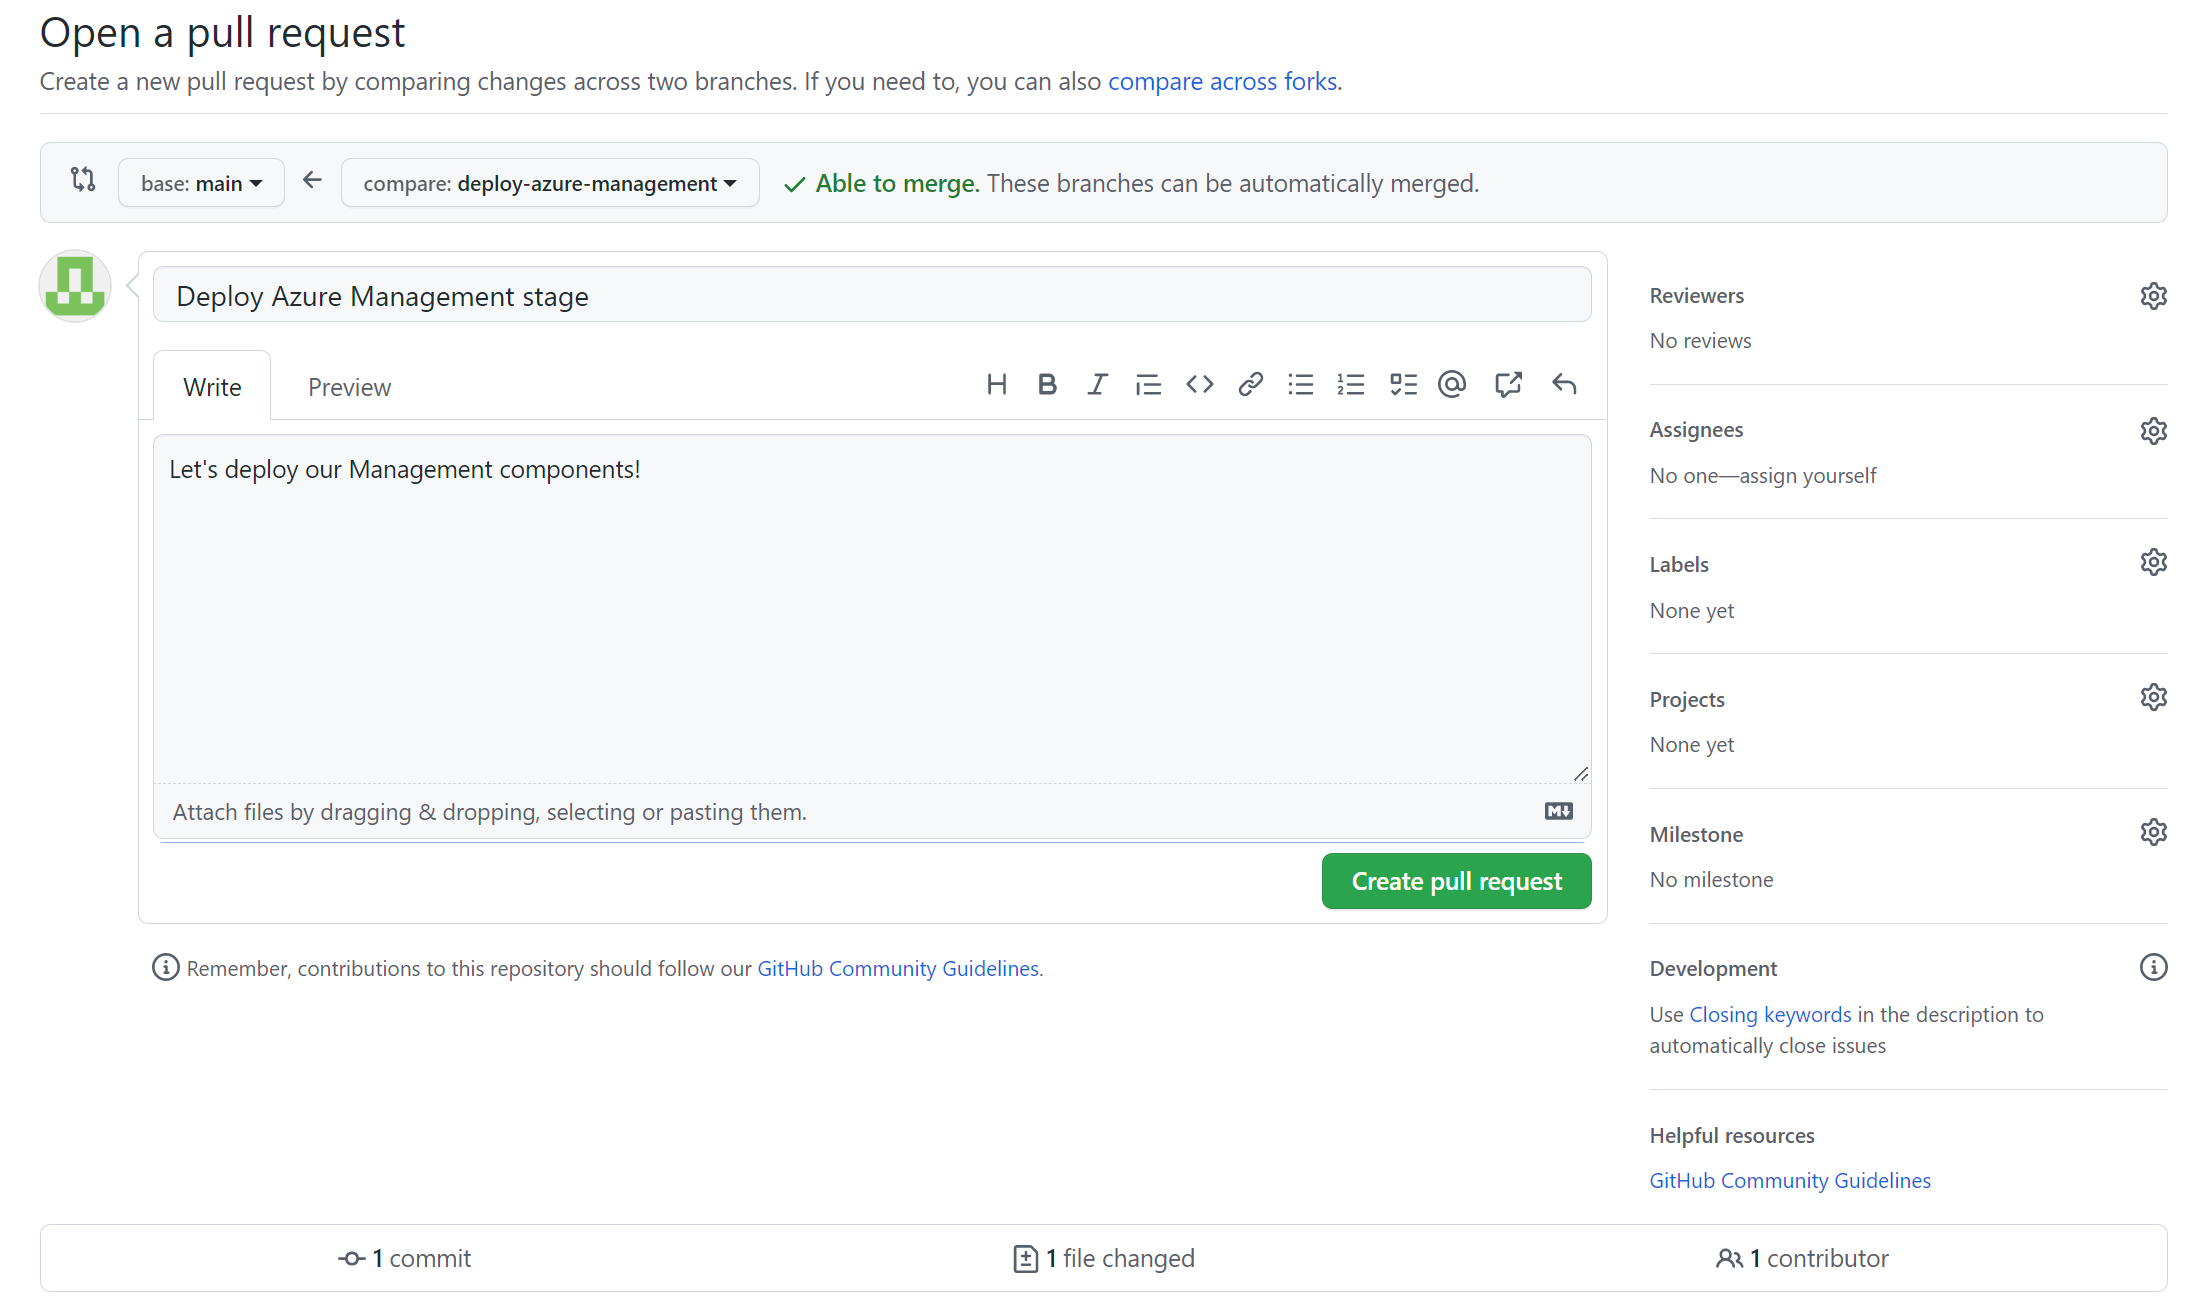 Open a pull request
Create a new pull request by comparing changes across two branches. If you need to, you can also compare across forks.
base: main
compare: deploy-azure-management
Able to merge. These branches can be automatically merged.
Deploy Azure Management stage
Write
Preview
Let's deploy our Management components!
Attach files by dragging & dropping, selecting or pasting them.
Create pull request
Remember, contributions to this repository should follow our GitHub Community Guidelines.
Reviewers
No reviews
Assignees
No one—assign yourself
Labels
None yet
Projects
None yet
Milestone
No milestone
Development
Use Closing keywords in the description to
automatically close issues
Helpful resources
GitHub Community Guidelines
1 commit
1 file changed
1 contributor